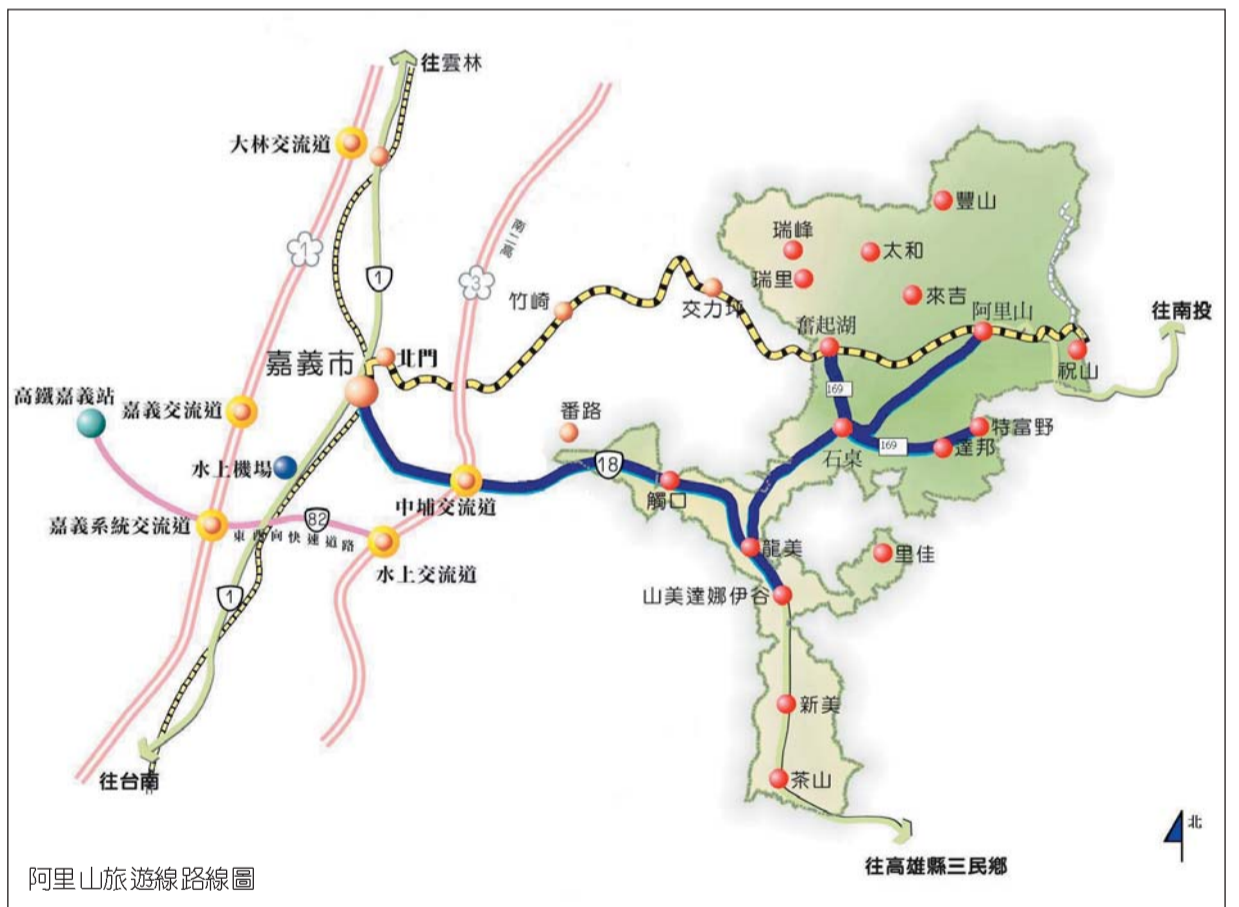 往雲林
大林交流道
豐山
瑞峰
太和
1
南二高
1
3
瑞里
來吉
竹崎
交力坪
阿里山
往南投
奮起湖
嘉義市
北門
祝山
高鐵嘉義站
嘉義交流道
169
番路
特富野
169
達邦
石桌
水上機場
18
中埔交流道
觸口
嘉義系統交流道
82
東西向快速道路
龍美
里佳
水上交流道
山美達娜伊谷
1
新美
茶山
往台南
北
往高雄縣三民鄉
阿里山旅遊線路線圖